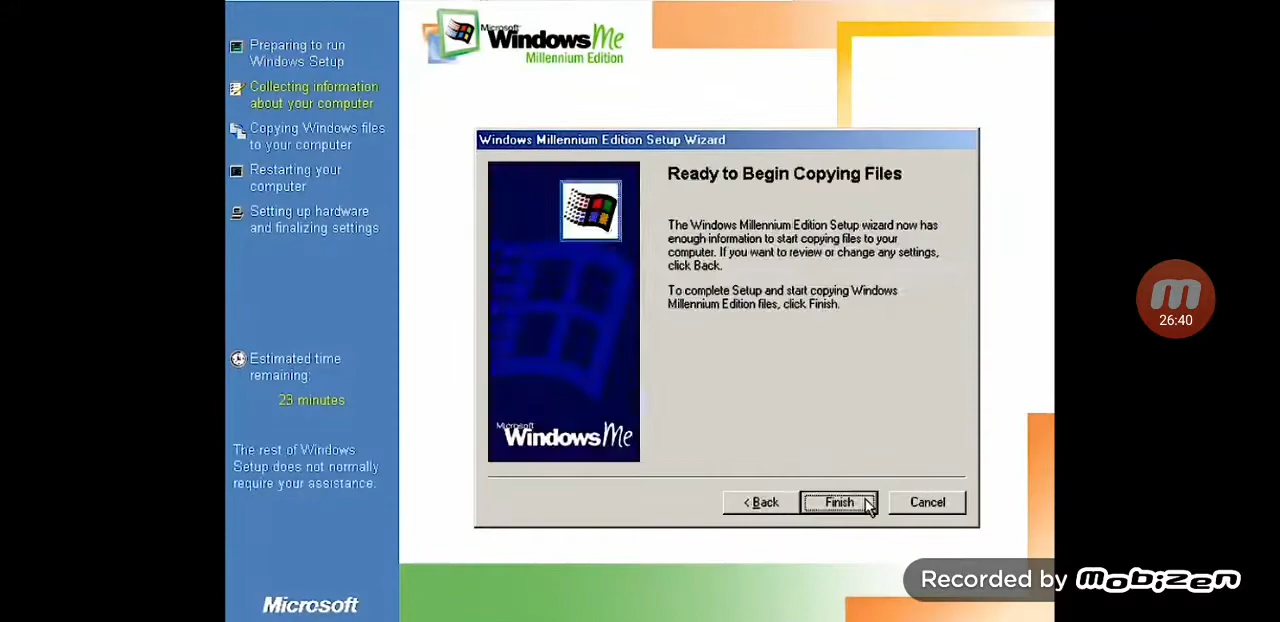 Preparing to run
Windows Setup
Collecting information
about your computer
Copying Windows files
to your computer
Restarting your
computer
Setting up hardware
and finalizing settings
Estimated time
remaining:
23 minutes
The rest of Windows
Setup does not normally
require your assistance.
Microsoft
Microsoft
Windows Me
Millennium Edition
Windows Millennium Edition Setup Wizard
Ready to Begin Copying Files
The Windows Millennium Edition Setup wizard now has
enough information to start copying files to your
computer. If you want to review or change any settings,
click Back.
To complete Setup and start copying Windows
Millennium Edition files, click Finish.
Microsoft
Windows Me
< Back
Finish
Cancel
26:40
Recorded by Mobizen